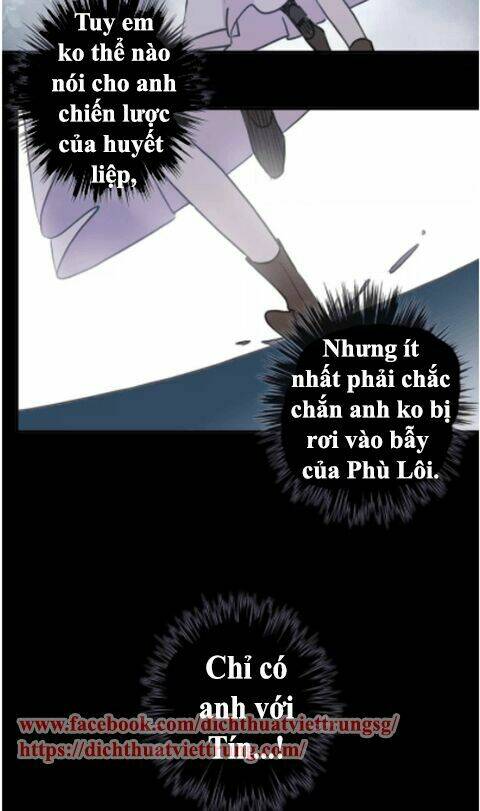 Tuy em
ko thể nào
nói cho anh
chiến lược
của huyết
liệp,
Nhưng ít
nhất phải chắc
chắn anh ko bị
rơi vào bẫy
của Phù Lôi.
Chỉ có
anh với
www.facebook.com/dichthuatviettrungsg/
Tín...!
https://dichthuatviettrung.com/